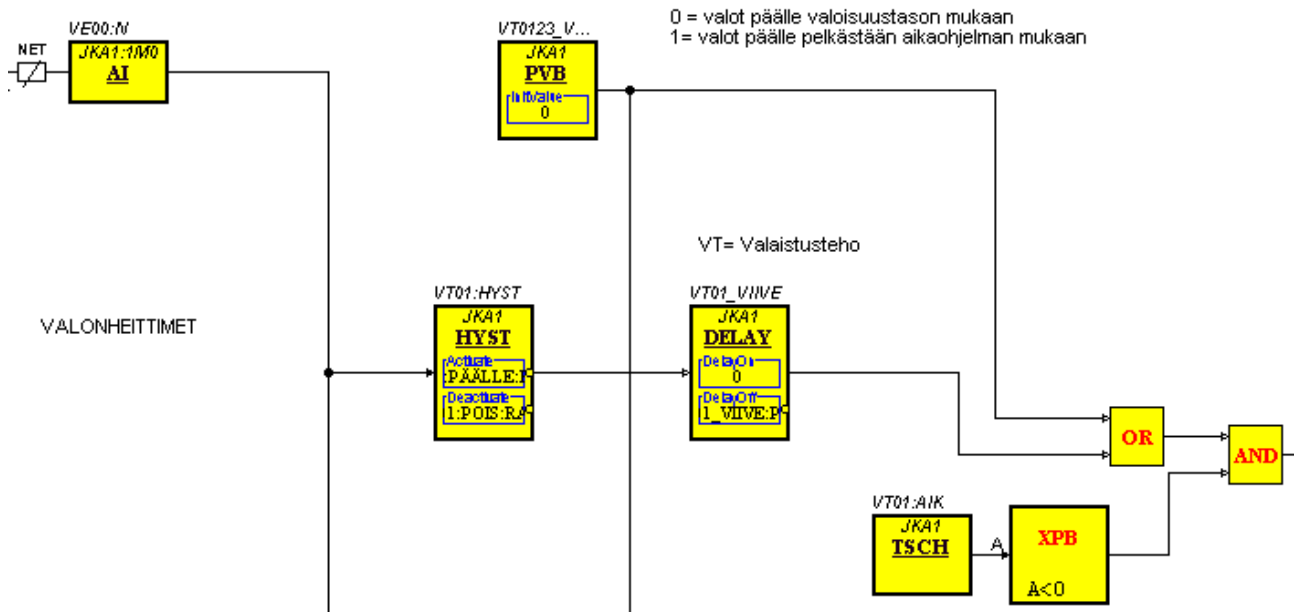 VE00:N
NET
JKA1:1M0
AI
VT0123_V...
JKA1
PVB
InitValue
0
0 = valot päälle valoisuustason mukaan
1= valot päälle pelkästään aikaohjelman mukaan
VT= Valaistusteho
VALONHEITTIMET
VT01:HYST
JKA1
HYST
Actiuate
:PÄÄLLE:
Deactiuate
1:POIS:RA
VT01_VIIVE
JKA1
DELAY
DelayOn
0
DelayOff
1_VIIVE:P
OR
AND
VT01:AIK
JKA1
TSCH
A
XPB
A<0